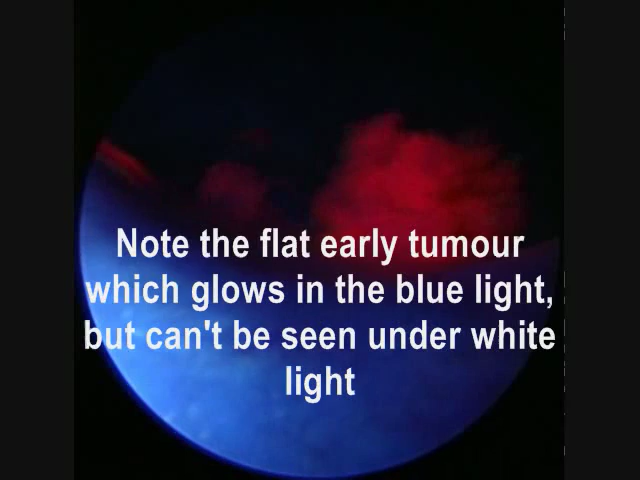 Note the flat early tumour
which glows in the blue light,
but can't be seen under white
light